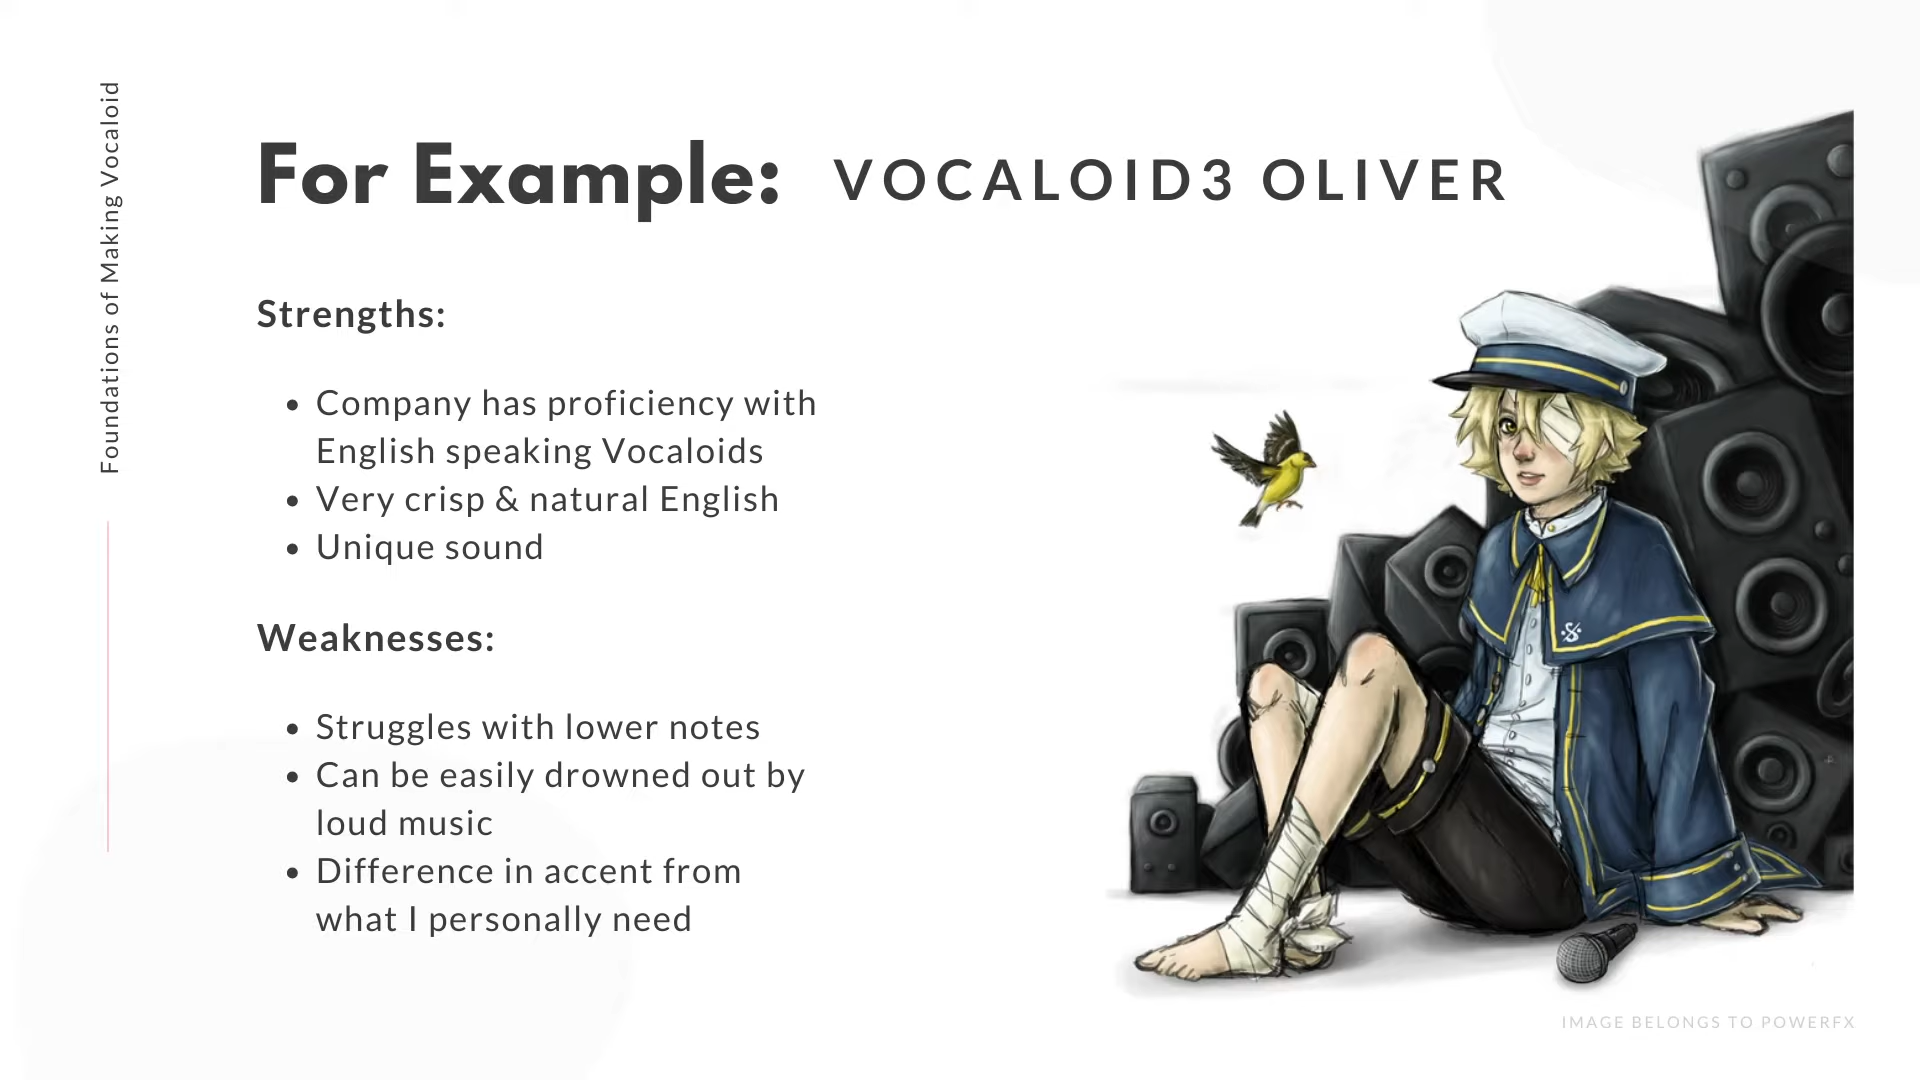 Foundations of Making Vocaloid
For Example: VOCALOID3 OLIVER
Strengths:
• Company has proficiency with
English speaking Vocaloids
• Very crisp & natural English
• Unique sound
Weaknesses:
• Struggles with lower notes
• Can be easily drowned out by
loud music
• Difference in accent from
what I personally need
IMAGE BELONGS TO POWERFX